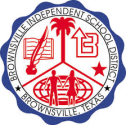 BROWNSVILLE INDEPENDENT SCHOOL DISTRICT
BROWNSVILLE, TEXAS